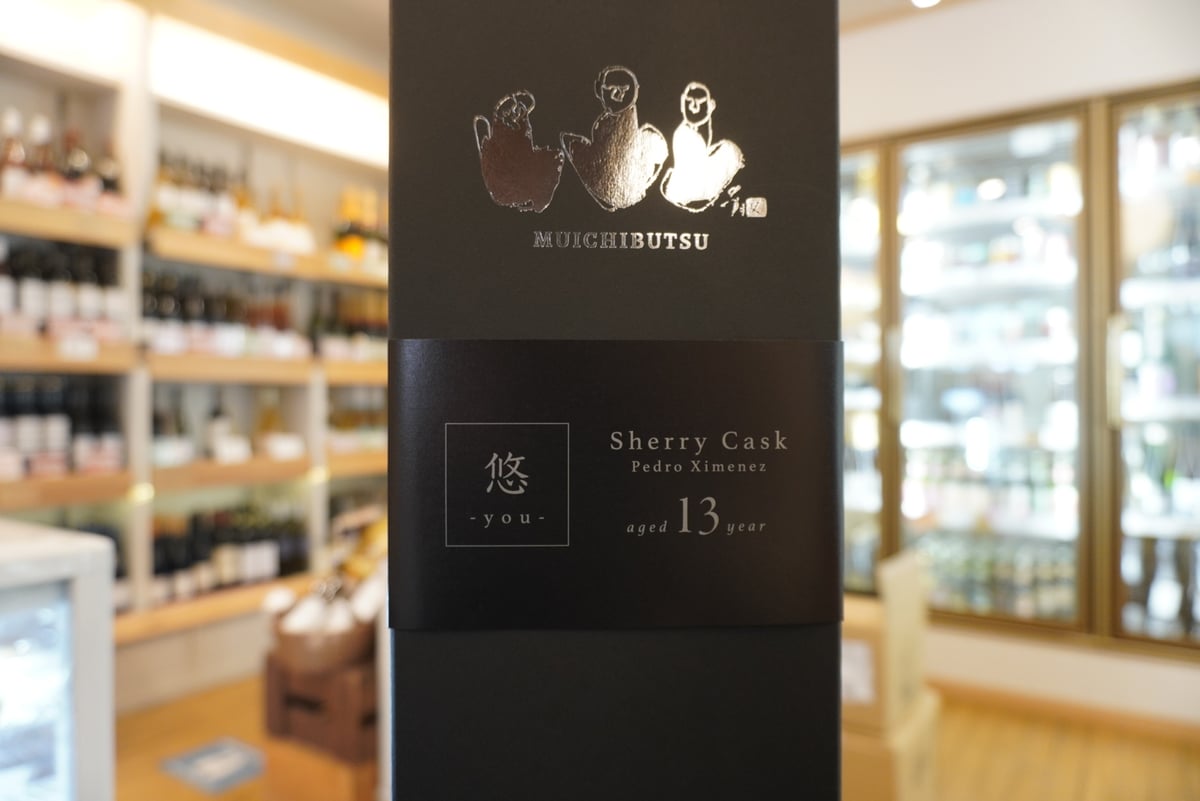 MUICHIBUTSU
悠
-you-
Sherry Cask
Pedro Ximenez
aged 13 year